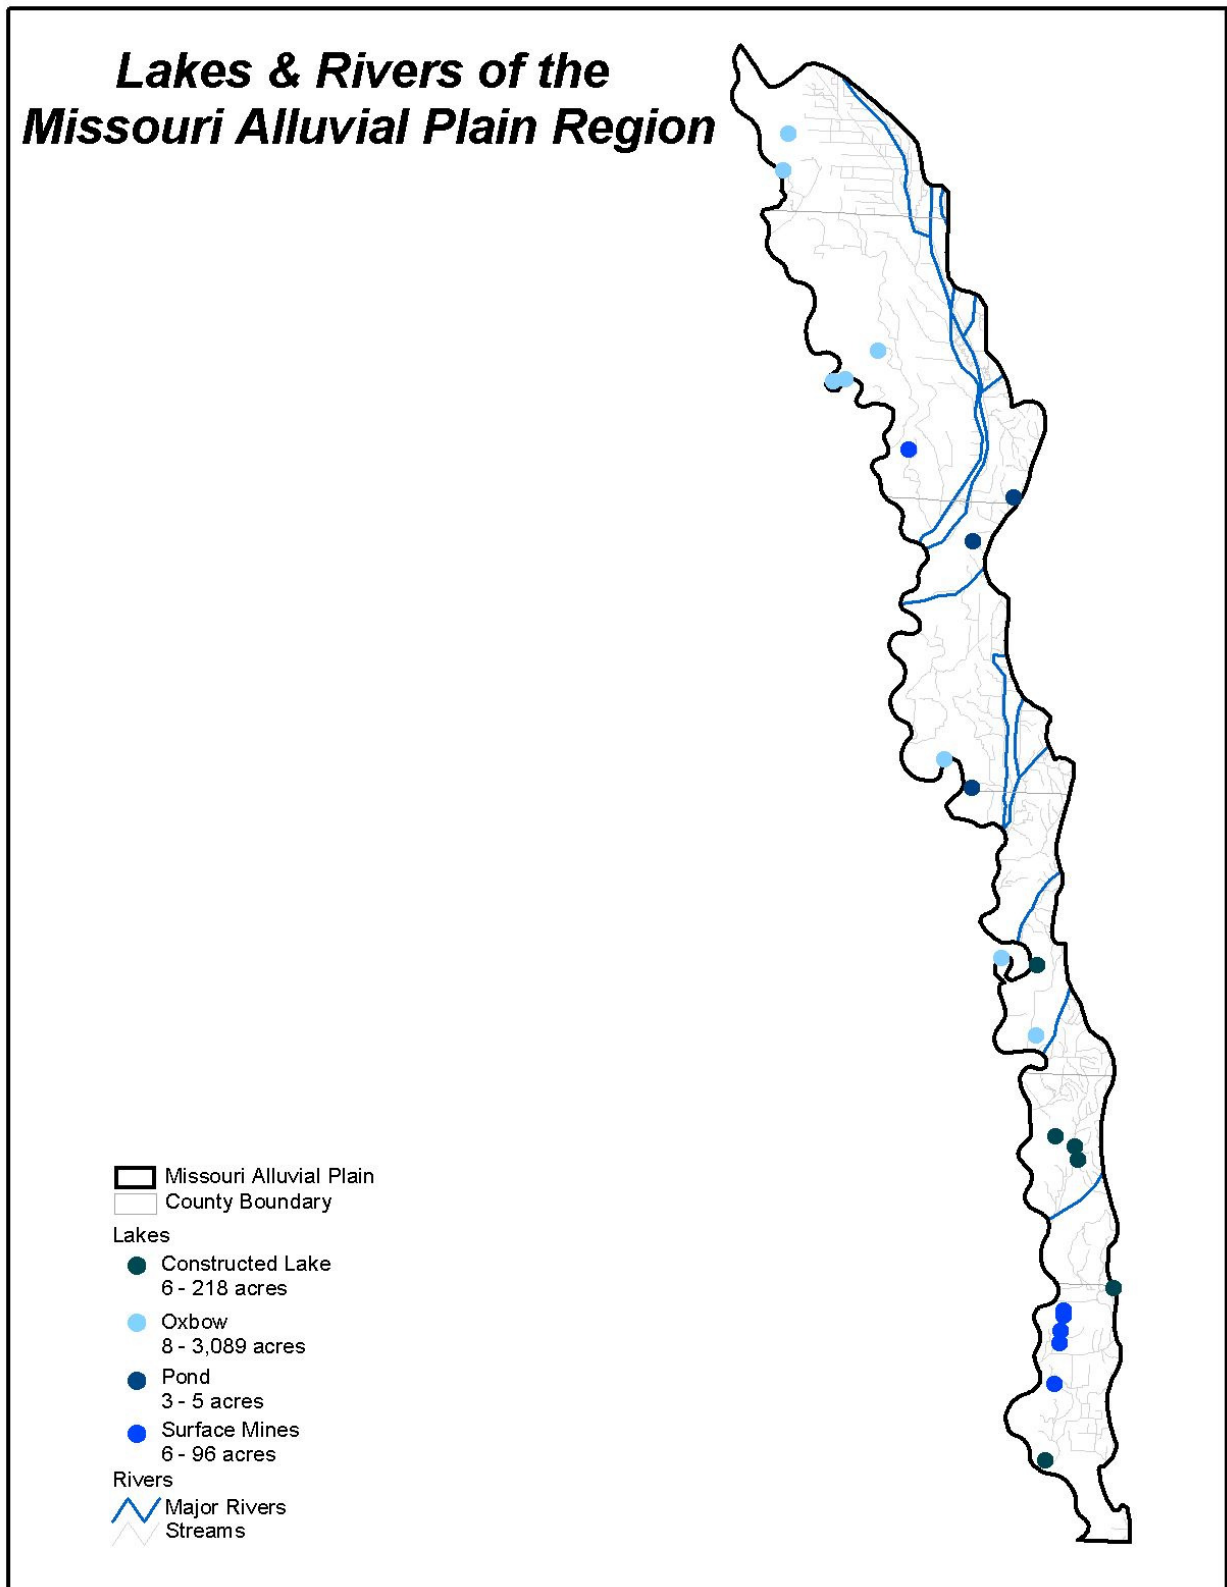 Lakes & Rivers of the
Missouri Alluvial Plain Region
Missouri Alluvial Plain
County Boundary
Lakes
Constructed Lake
6 - 218 acres
Oxbow
8 - 3,089 acres
Pond
3 - 5 acres
Surface Mines
6 - 96 acres
Rivers
Major Rivers
Streams